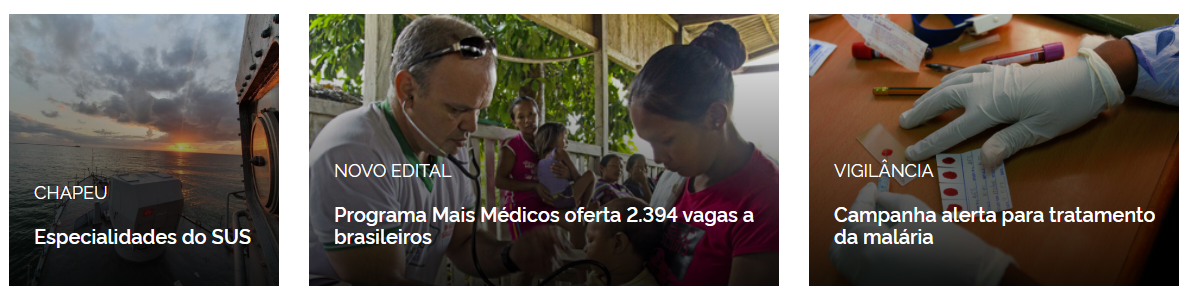 CHAPEU
Especialidades do SUS
NOVO EDITAL
Programa Mais Médicos oferta 2.394 vagas a
brasileiros
VIGILÂNCIA
Campanha alerta para tratamento
da malária